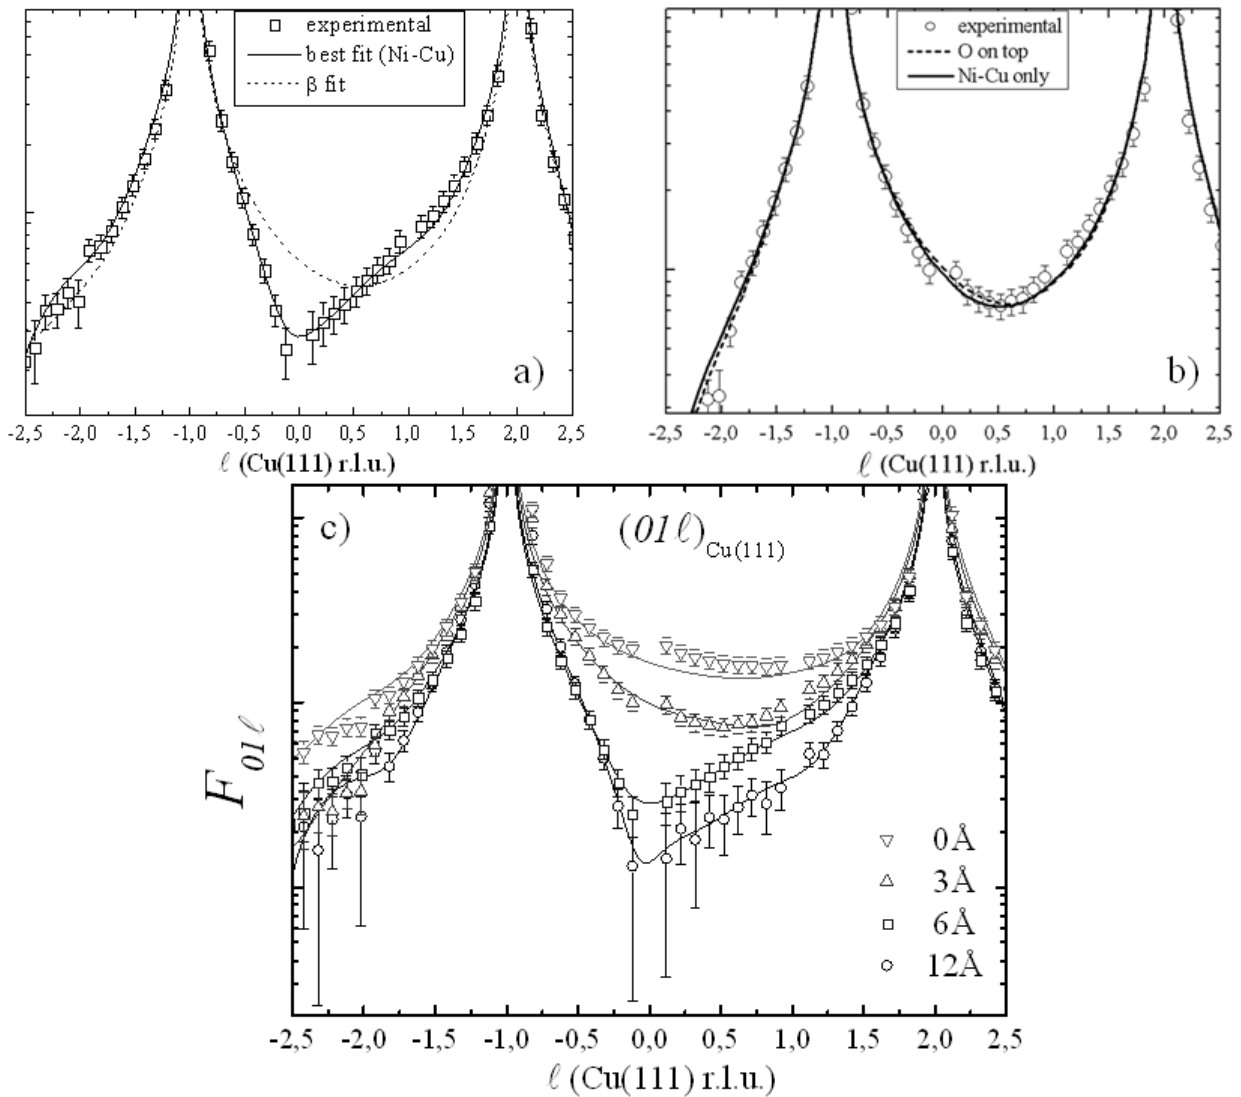 experimental
best fit (Ni-Cu)
β fit
a)
-2,5 -2,0 -1,5 -1,0 -0,5 0,0 0,5 1,0 1,5 2,0 2,5
ℓ (Cu(111) r.l.u.)
experimental
O on top
Ni-Cu only
b)
-2,5 -2,0 -1,5 -1,0 -0,5 0,0 0,5 1,0 1,5 2,0 2,5
ℓ (Cu(111) r.l.u.)
c)
(01ℓ)Cu(111)
F01ℓ
0Å
3Å
6Å
12Å
-2,5 -2,0 -1,5 -1,0 -0,5 0,0 0,5 1,0 1,5 2,0 2,5
ℓ (Cu(111) r.l.u.)